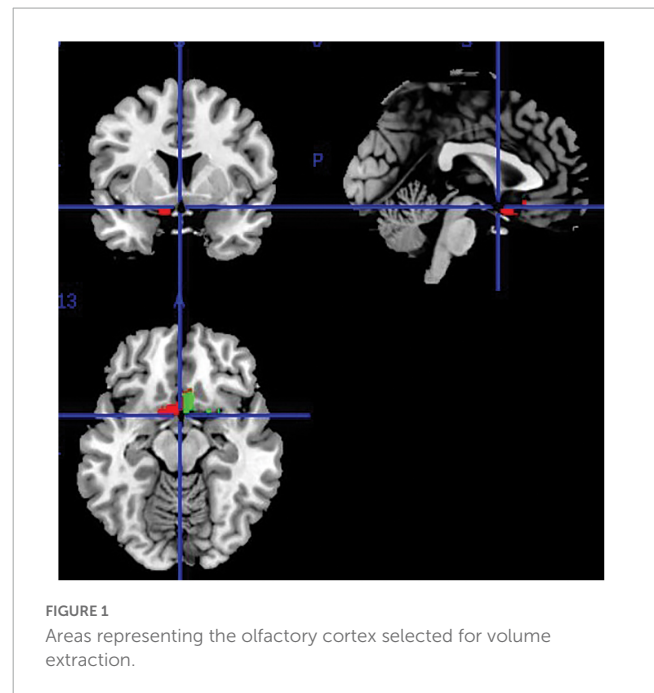 P
13
A
FIGURE 1
Areas representing the olfactory cortex selected for volume
extraction.